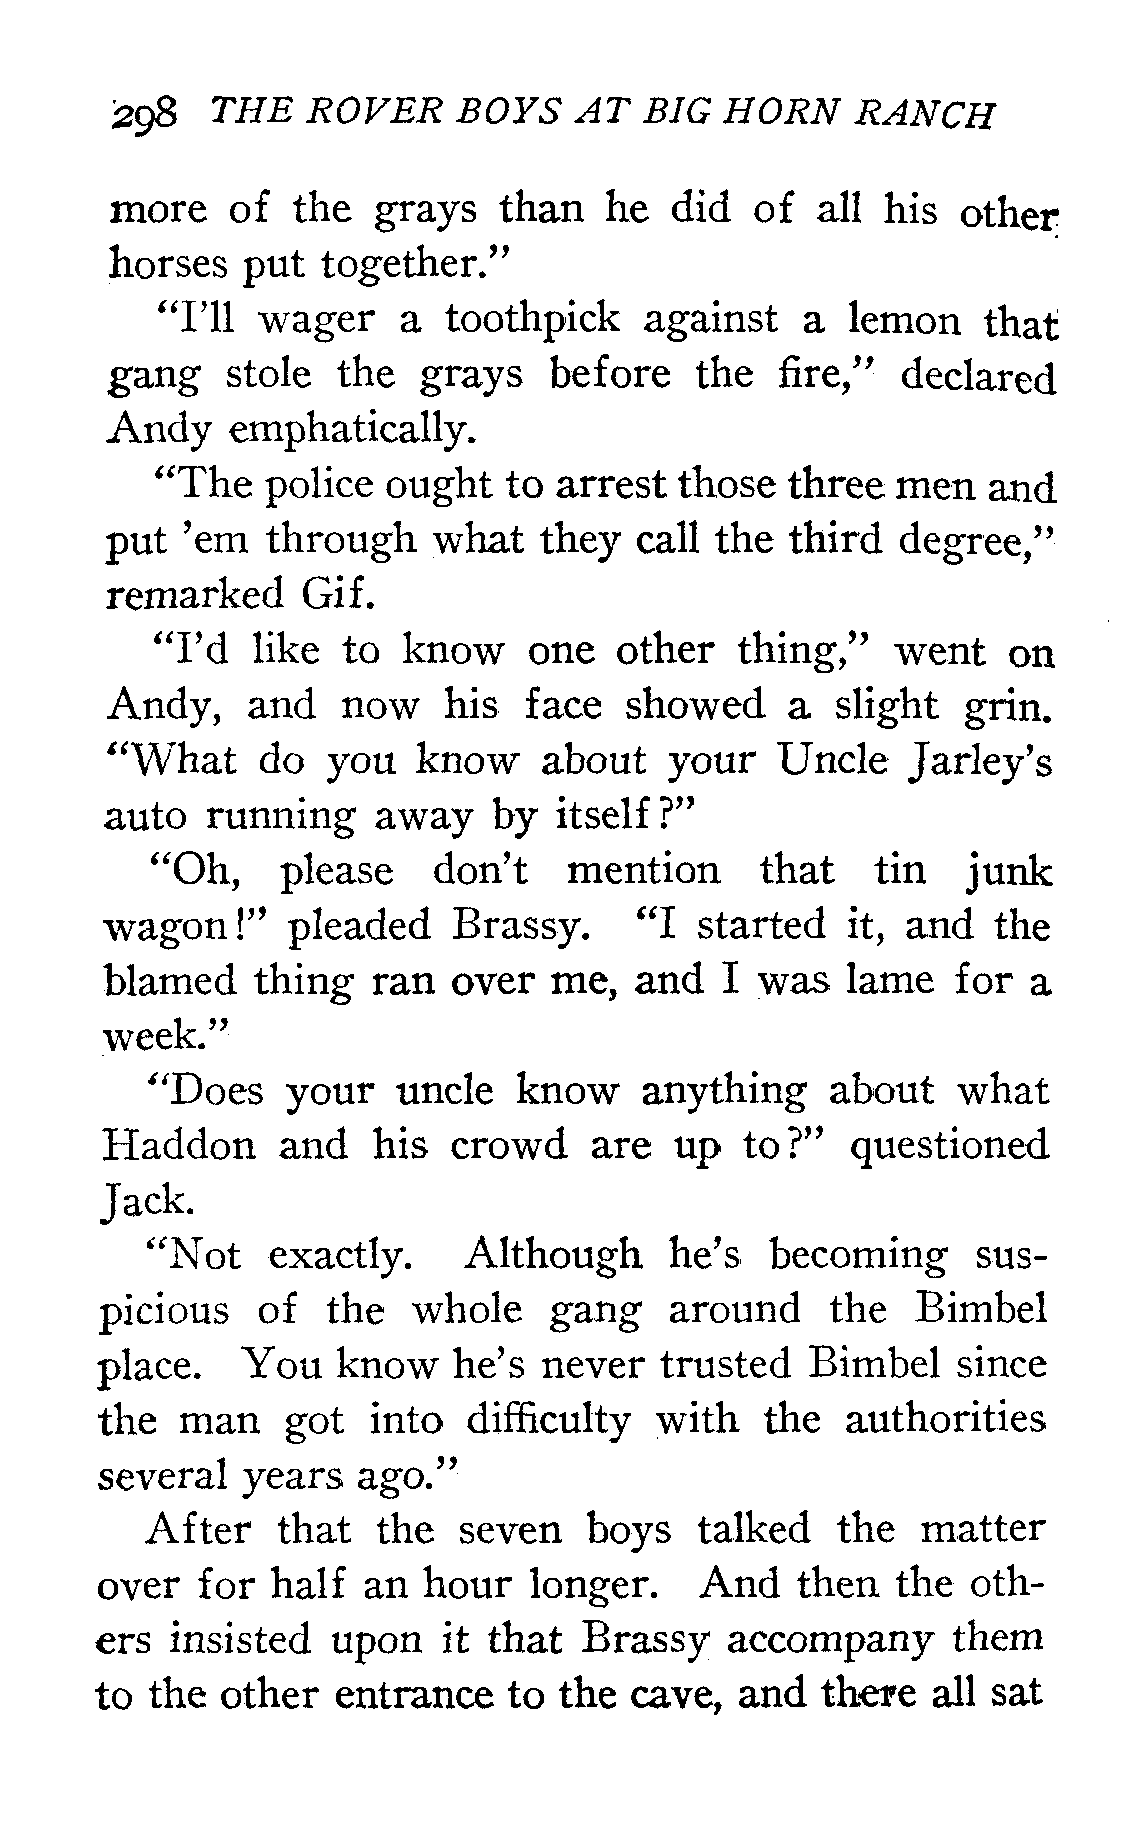 298 THE ROVER BOYS AT BIG HORN RANCH
more of the grays than he did of all his other
horses put together."
"I'll wager a toothpick against a lemon that
gang stole the grays before the fire," declared
Andy emphatically.
"The police ought to arrest those three men and
put 'em through what they call the third degree,"
remarked Gif.
"I'd like to know one other thing," went on
Andy, and now his face showed a slight grin.
"What do you know about your Uncle Jarley's
auto running away by itself?"
"Oh, please don't mention that tin junk
wagon!" pleaded Brassy. "I started it, and the
blamed thing ran over me, and I was lame for a
week."
"Does your uncle know anything about what
Haddon and his crowd are up to?" questioned
Jack.
"Not exactly. Although he's becoming sus-
picious of the whole gang around the Bimbel
place. You know he's never trusted Bimbel since
the man got into difficulty with the authorities
several years ago."
After that the seven boys talked the matter
over for half an hour longer. And then the oth-
ers insisted upon it that Brassy accompany them
to the other entrance to the cave, and there all sat